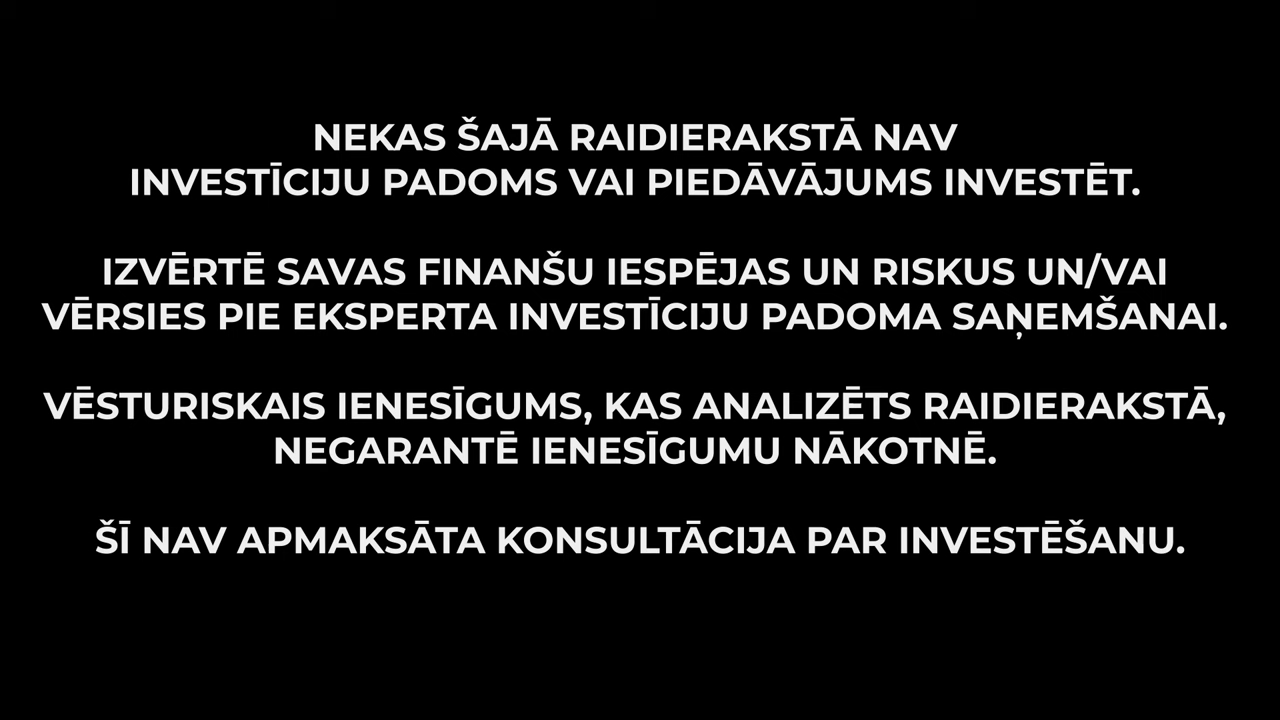 NEKAS ŠAJĀ RAIDIERAKSTĀ NAV
INVESTĪCIJU PADOMS VAI PIEDĀVĀJUMS INVESTĒT.
IZVĒRTĒ SAVAS FINANŠU IESPĒJAS UN RISKUS UN/VAI
VĒRSIES PIE EKSPERTA INVESTĪCIJU PADOMA SAŅEMŠANAI.
VĒSTURISKAIS IENESĪGUMS, KAS ANALIZĒTS RAIDIERAKSTĀ,
NEGARANTĒ IENESĪGUMU NĀKOTNĒ.
ŠĪ NAV APMAKSĀTA KONSULTĀCIJA PAR INVESTĒŠANU.